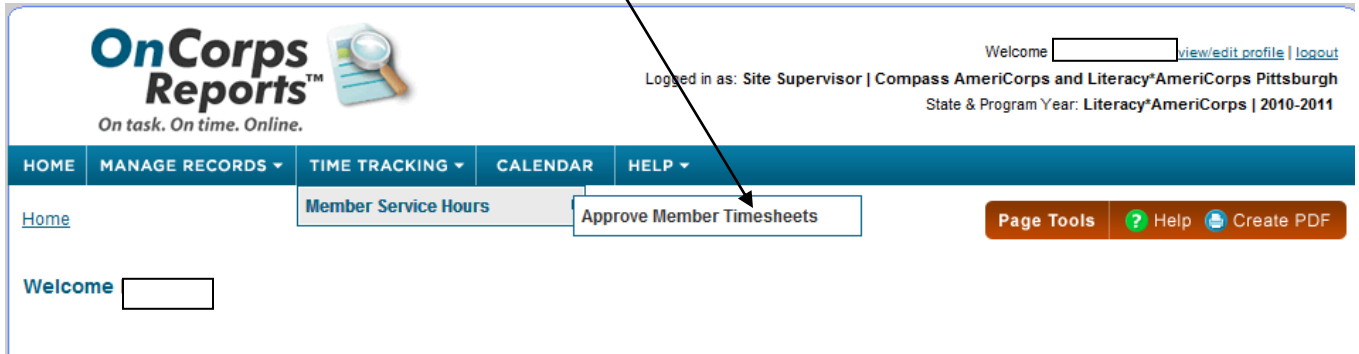 OnCorps
Reports™
On task. On time. Online.
Welcome view/edit profile | logout
Logged in as: Site Supervisor | Compass AmeriCorps and Literacy*AmeriCorps Pittsburgh
State & Program Year: Literacy*AmeriCorps | 2010-2011
HOME MANAGE RECORDS TIME TRACKING CALENDAR HELP
Home
Member Service Hours
Approve Member Timesheets
Page Tools ? Help Create PDF
Welcome